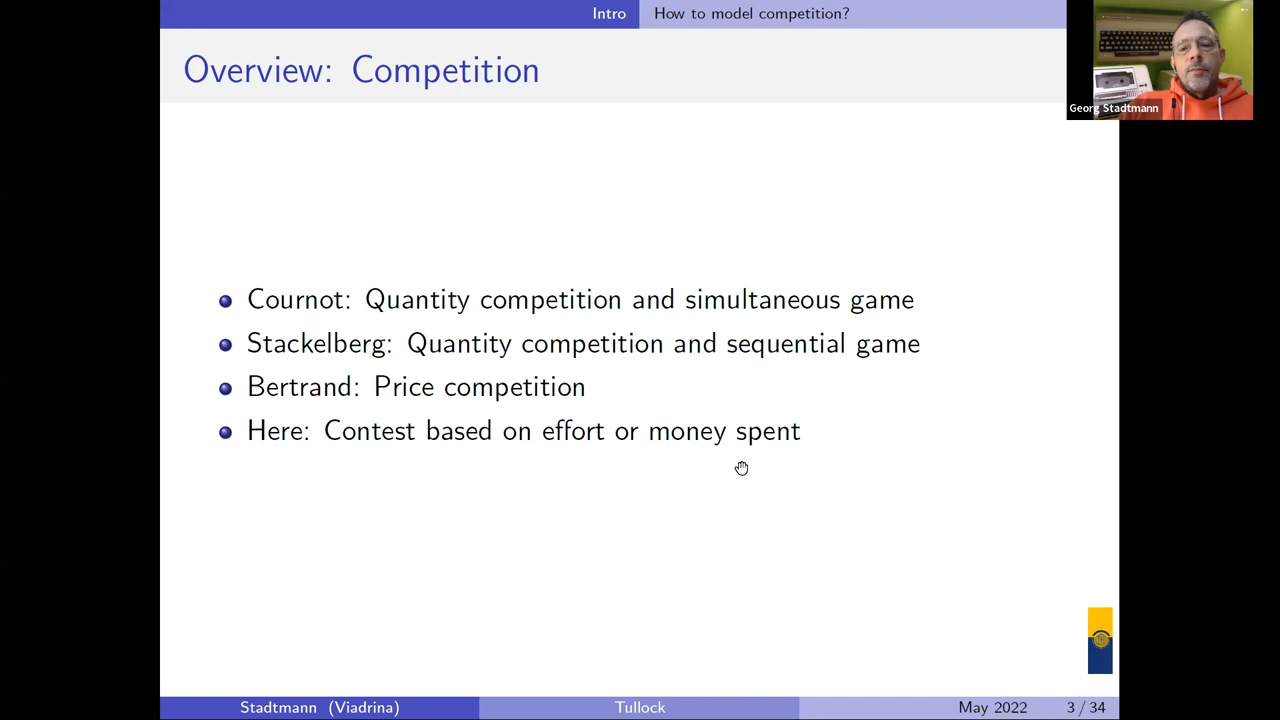 Intro How to model competition?
Overview: Competition
Georg Stadtmann
Cournot: Quantity competition and simultaneous game
Stackelberg: Quantity competition and sequential game
Bertrand: Price competition
Here: Contest based on effort or money spent
Stadtmann (Viadrina) Tullock May 2022 3 / 34